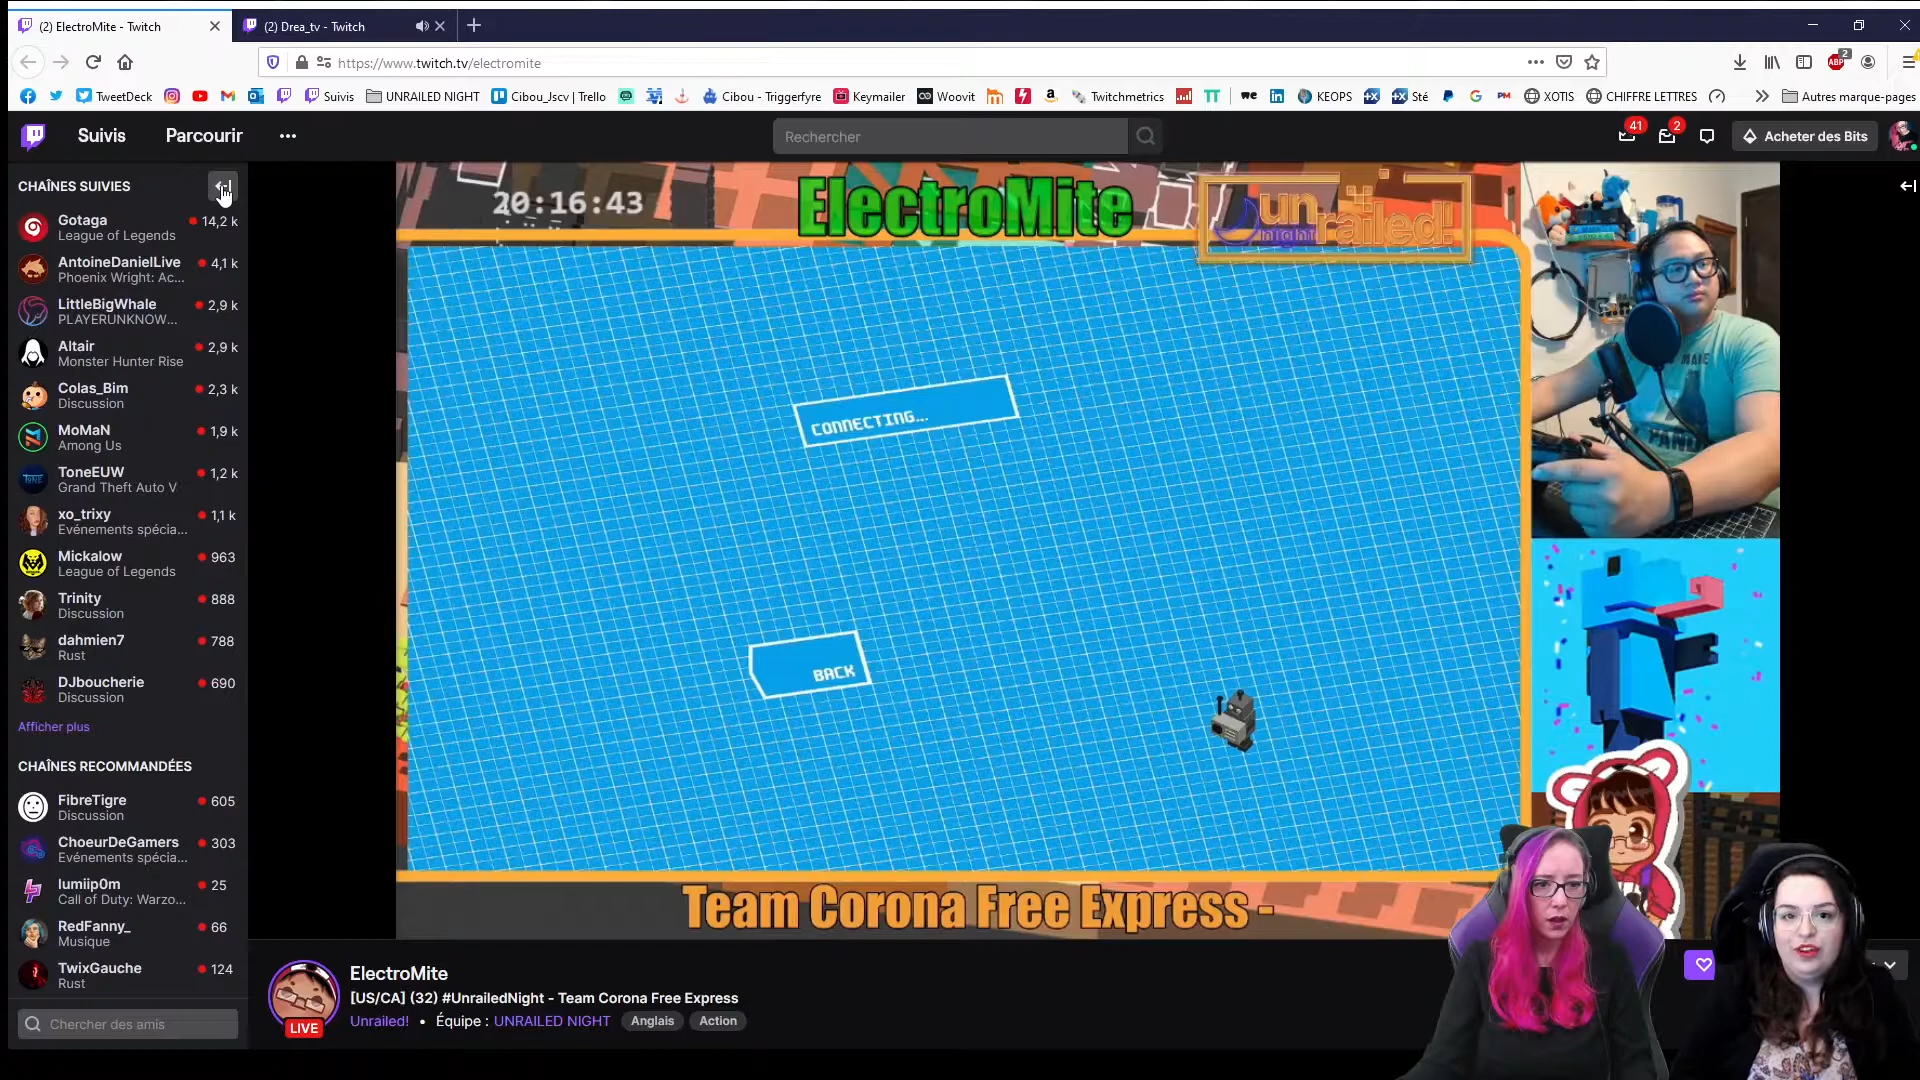 (2) ElectroMite - Twitch
(2) Drea_tv - Twitch
https://www.twitch.tv/electromite
2
TweetDeck
Suivis
UNRAILED NIGHT
Cibou_Jscv | Trello
Cibou - Triggerfyre
Keymailer
Woovit
Twitchmetrics
KEOPS
Sté
XOTIS
CHIFFRE LETTRES
Autres marque-pages
Suivis
Parcourir
Rechercher
41
2
Acheter des Bits
CHAÎNES SUIVIES
Gotaga
14,2 k
League of Legends
AntoineDanielLive
4,1 k
Phoenix Wright: Ac...
LittleBigWhale
2,9 k
PLAYERUNKNOW...
Altair
2,9 k
Monster Hunter Rise
Colas_Bim
2,3 k
Discussion
MoMaN
1,9 k
Among Us
ToneEUW
1,2 k
Grand Theft Auto V
xo_trixy
1,1 k
Evénements spécia...
Mickalow
963
League of Legends
Trinity
888
Discussion
dahmien7
788
Rust
DJboucherie
690
Discussion
Afficher plus
CHAÎNES RECOMMANDÉES
FibreTigre
605
Discussion
ChoeurDeGamers
303
Evénements spécia...
lumiip0m
25
Call of Duty: Warzo...
RedFanny_
66
Musique
TwixGauche
124
Rust
Chercher des amis
20:16:43
ElectroMite
unrailed!
night
CONNECTING...
BACK
Team Corona Free Express -
LIVE
ElectroMite
[US/CA] (32) #UnrailedNight - Team Corona Free Express
Unrailed! • Équipe : UNRAILED NIGHT Anglais Action